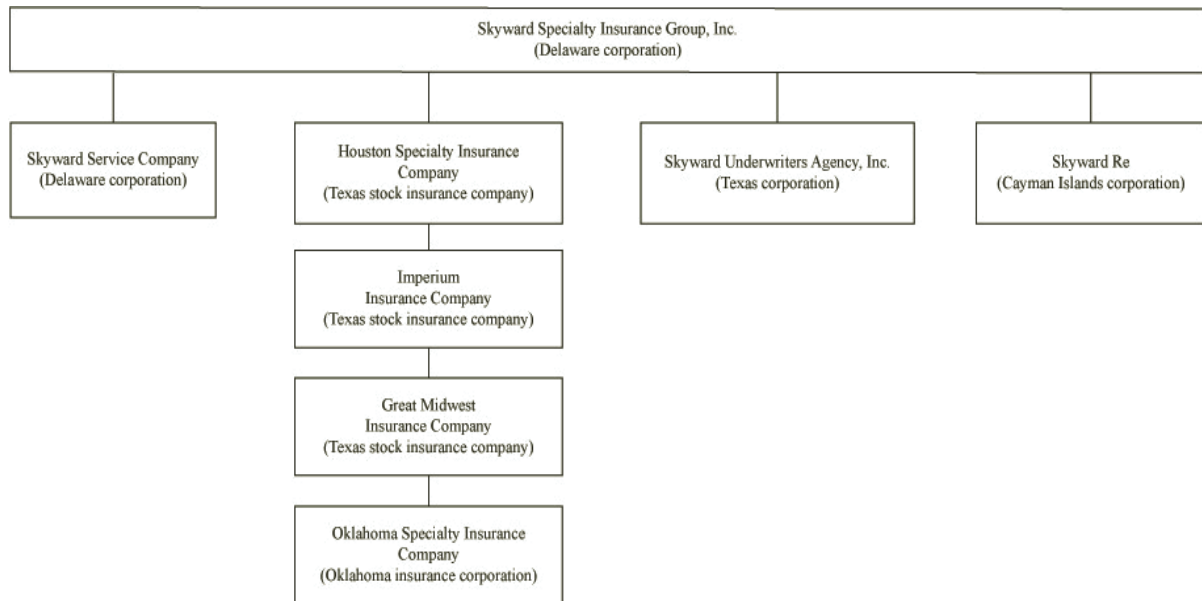 Skyward Specialty Insurance Group, Inc.
(Delaware corporation)
Skyward Service Company
(Delaware corporation)
Houston Specialty Insurance
Company
(Texas stock insurance company)
Skyward Underwriters Agency, Inc.
(Texas corporation)
Skyward Re
(Cayman Islands corporation)
Imperium
Insurance Company
(Texas stock insurance company)
Great Midwest
Insurance Company
(Texas stock insurance company)
Oklahoma Specialty Insurance
Company
(Oklahoma insurance corporation)